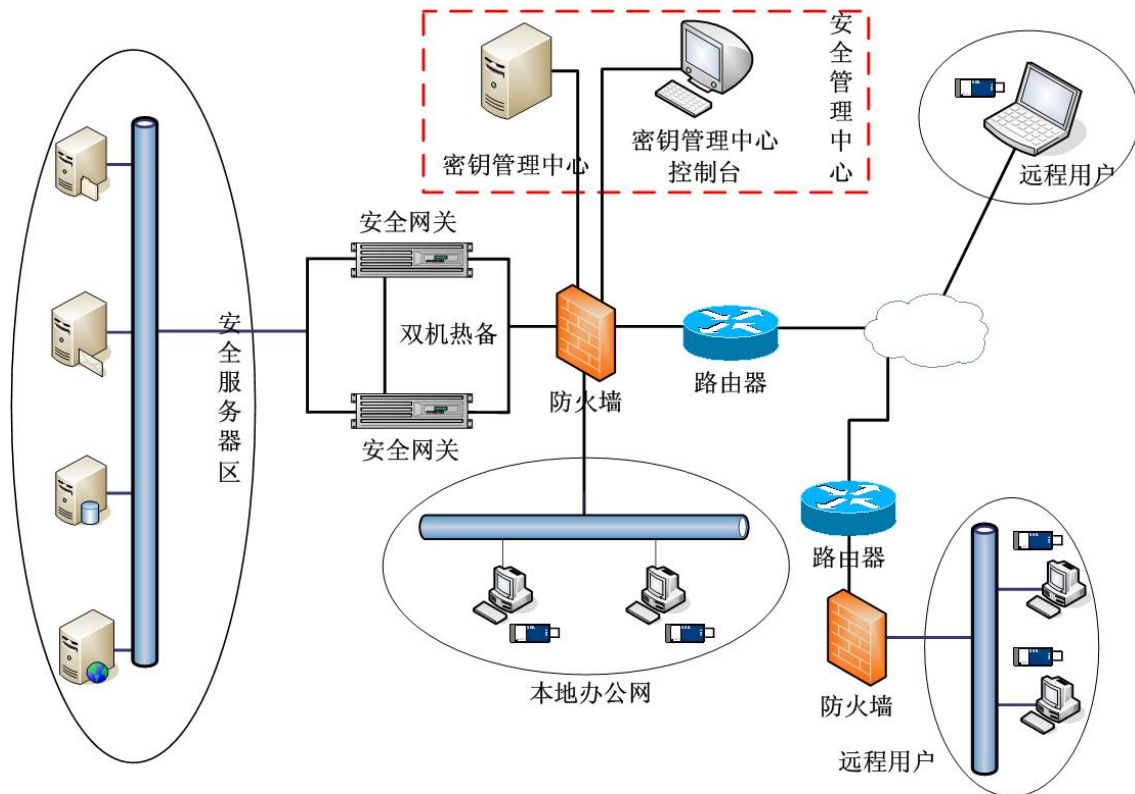 安全管理中心
密钥管理中心
密钥管理中心
控制台
远程用户
安全网关
安全服务器区
双机热备
防火墙
路由器
安全网关
路由器
本地办公网
防火墙
远程用户